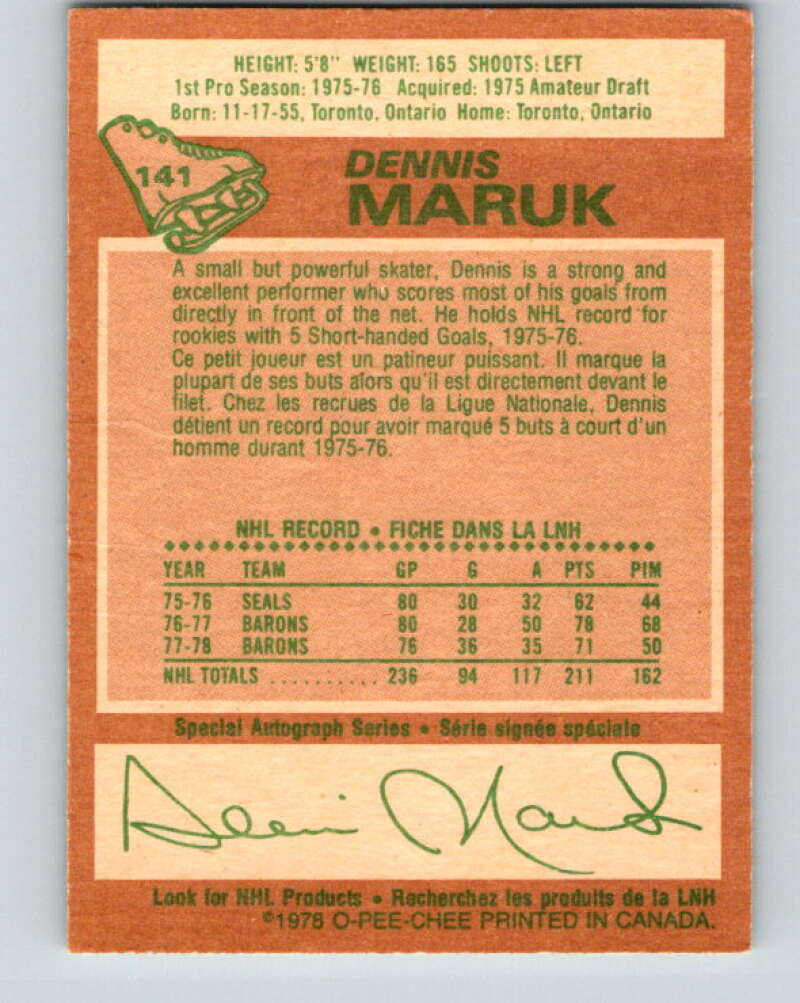 HEIGHT: 5'8" WEIGHT: 165 SHOOTS: LEFT
1st Pro Season: 1975-76 Acquired: 1975 Amateur Draft
Born: 11-17-55, Toronto, Ontario Home: Toronto, Ontario
141
DENNIS
MARUK
A small but powerful skater, Dennis is a strong and
excellent performer who scores most of his goals from
directly in front of the net. He holds NHL record for
rookies with 5 Short-handed Goals, 1975-76.
Ce petit joueur est un patineur puissant. Il marque la
plupart de ses buts alors qu'il est directement devant le
filet. Chez les recrues de la Ligue Nationale, Dennis
détient un record pour avoir marqué 5 buts à court d'un
homme durant 1975-76.
NHL RECORD • FICHE DANS LA LNH
YEAR TEAM GP G A PTS PIM
75-76 SEALS 80 30 32 62 44
76-77 BARONS 80 28 50 78 68
77-78 BARONS 76 36 35 71 50
NHL TOTALS .......... 236 94 117 211 162
Special Autograph Series • Série signée spéciale
Dennis Maruk
Look for NHL Products • Recherchez les produits de la LNH
©1978 O-PEE-CHEE PRINTED IN CANADA.